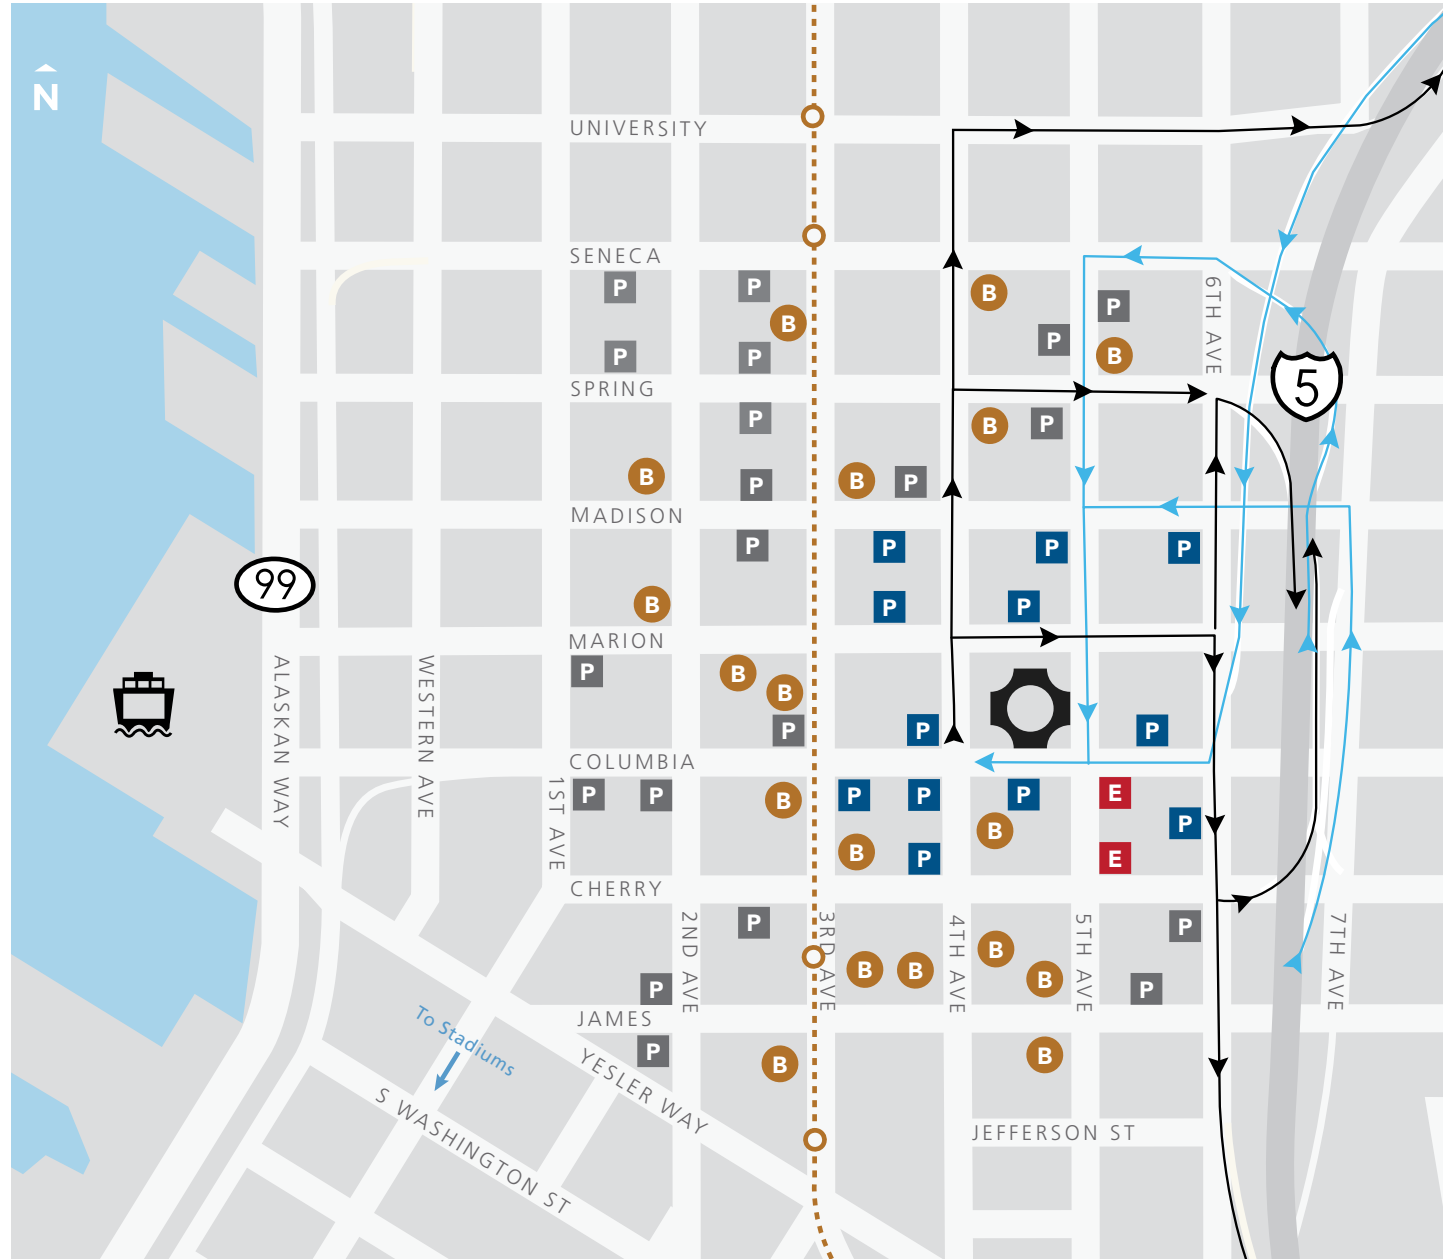 N
UNIVERSITY
SENECA
P
P
B
B
P
6TH AVE
P
P
P
B
5
SPRING
P
B
P
B
P
B
P
MADISON
P
P
P
P
99
B
P
P
MARION
ALASKAN WAY
WESTERN AVE
P
B
B
P
P
P
COLUMBIA
1ST AVE
P
P
B
P
P
P
E
P
B
B
P
E
CHERRY
2ND AVE
P
3RD AVE
4TH AVE
5TH AVE
P
7TH AVE
B
B
B
B
P
P
JAMES
To Stadiums
P
B
B
YESLER WAY
S WASHINGTON ST
JEFFERSON ST